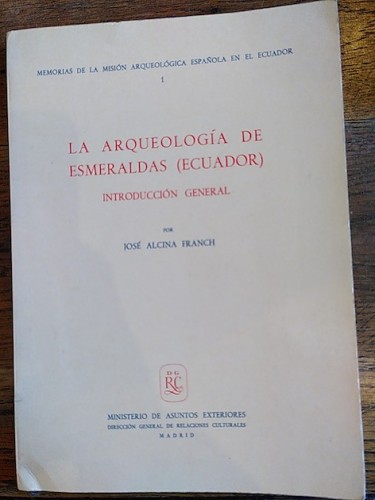 MEMORIAS DE LA MISIÓN ARQUEOLÓGICA ESPAÑOLA EN EL ECUADOR
I
LA ARQUEOLOGÍA DE
ESMERALDAS (ECUADOR)
INTRODUCCIÓN GENERAL
POR
JOSÉ ALCINA FRANCH
D G
RC
MINISTERIO DE ASUNTOS EXTERIORES
DIRECCIÓN GENERAL DE RELACIONES CULTURALES
MADRID